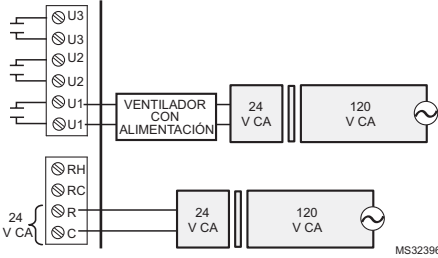 U3
U3
U2
U2
U1
U1
VENTILADOR
CON
ALIMENTACIÓN
24
V CA
120
V CA
RH
RC
R
C
24
V CA
24
V CA
120
V CA
MS32396